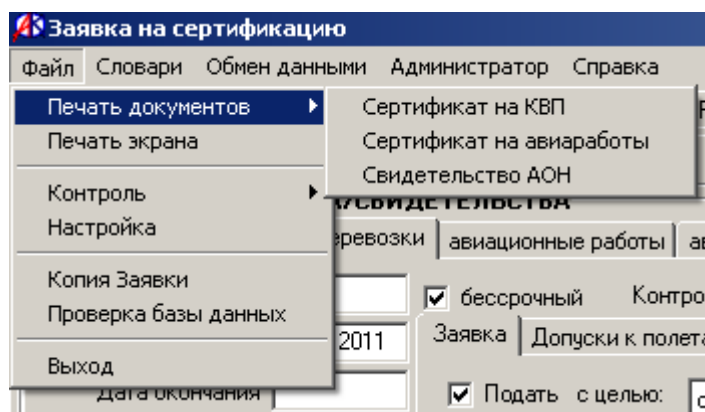 Заявка на сертификацию
Файл Словари Обмен данными Администратор Справка
Печать документов
Сертификат на КВП
Печать экрана
Сертификат на авиаработы
Свидетельство АОН
Контроль
Настройка
авиационные работы
Копия Заявки
бессрочный
Проверка базы данных
2011
Заявка
Допуски к
Выход
Дата окончания
Подать с целью: